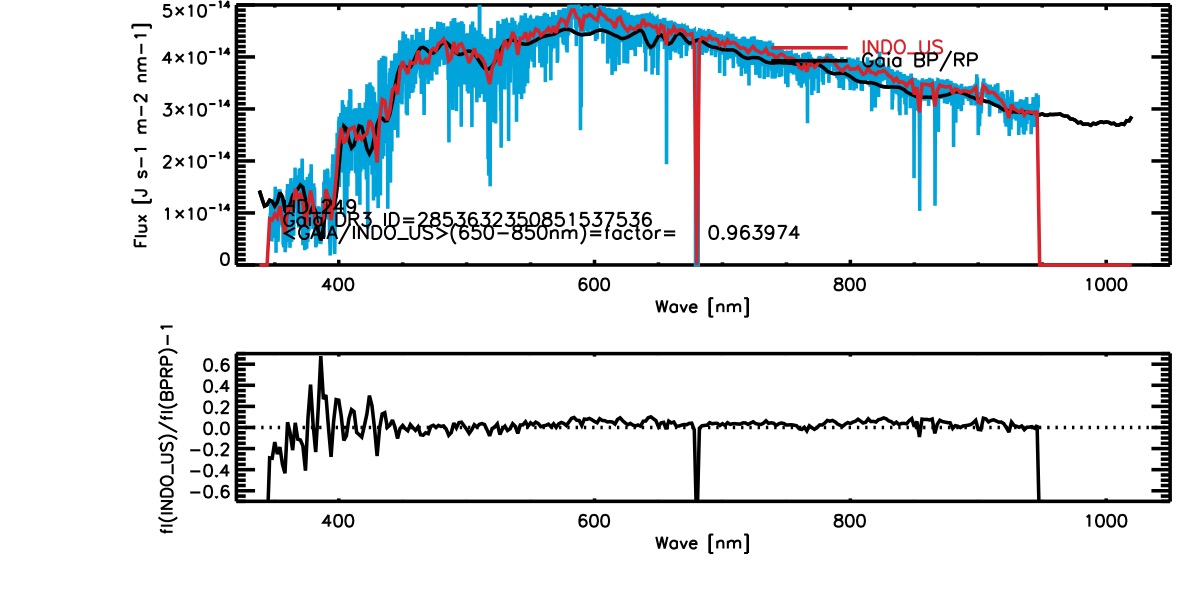 5×10−14
4×10−14
3×10−14
2×10−14
1×10−14
0
Flux [J s−1 m−2 nm−1]
INDO_US
Gaia BP/RP
HD_249
Gaia DR3 ID=2853632350851537536
<GAIA/INDO_US>(650−850nm)=factor= 0.963974
400 600 800 1000
Wave [nm]
fl(INDO_US)/fl(BPRP)−1
0.6
0.4
0.2
0.0
−0.2
−0.4
−0.6
400 600 800 1000
Wave [nm]